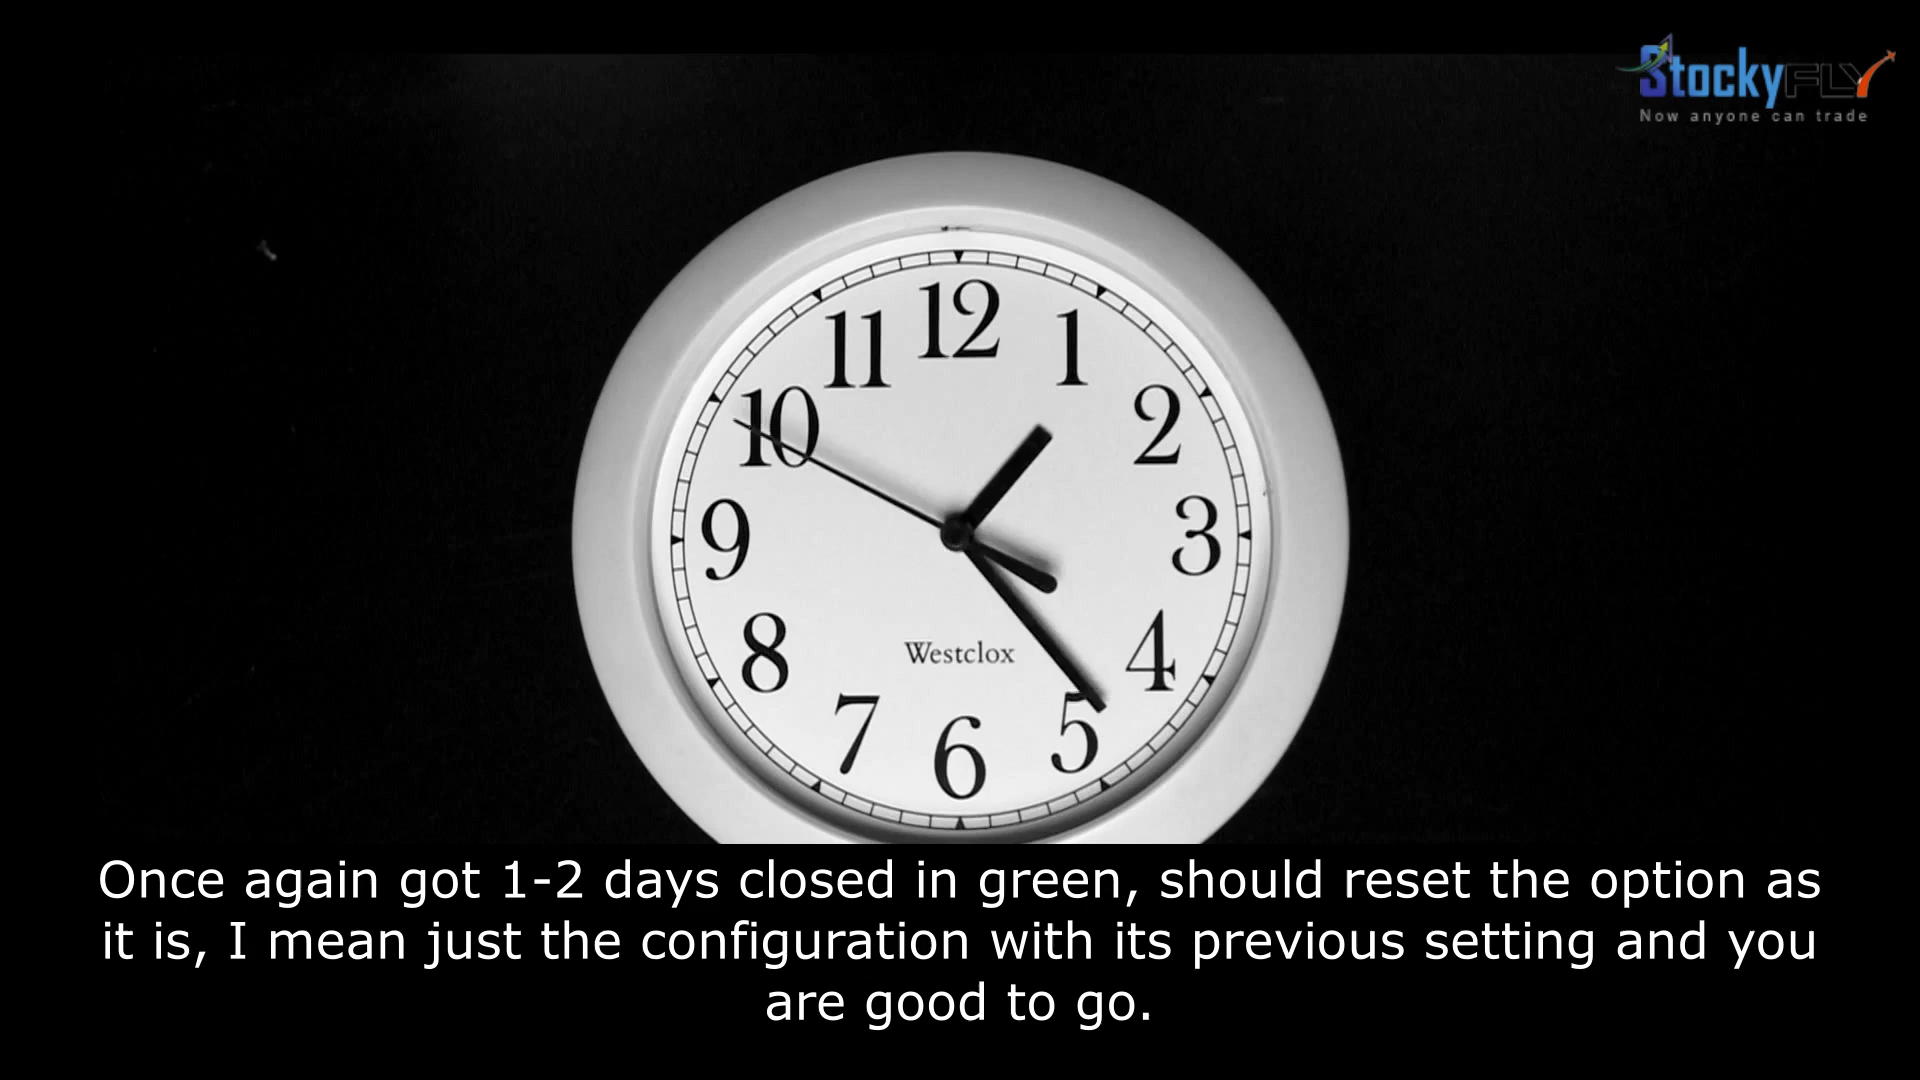 StockyFLY
Now anyone can trade
12
11
1
10
2
9
3
8
4
Westclox
7
5
6
Once again got 1-2 days closed in green, should reset the option as
it is, I mean just the configuration with its previous setting and you
are good to go.